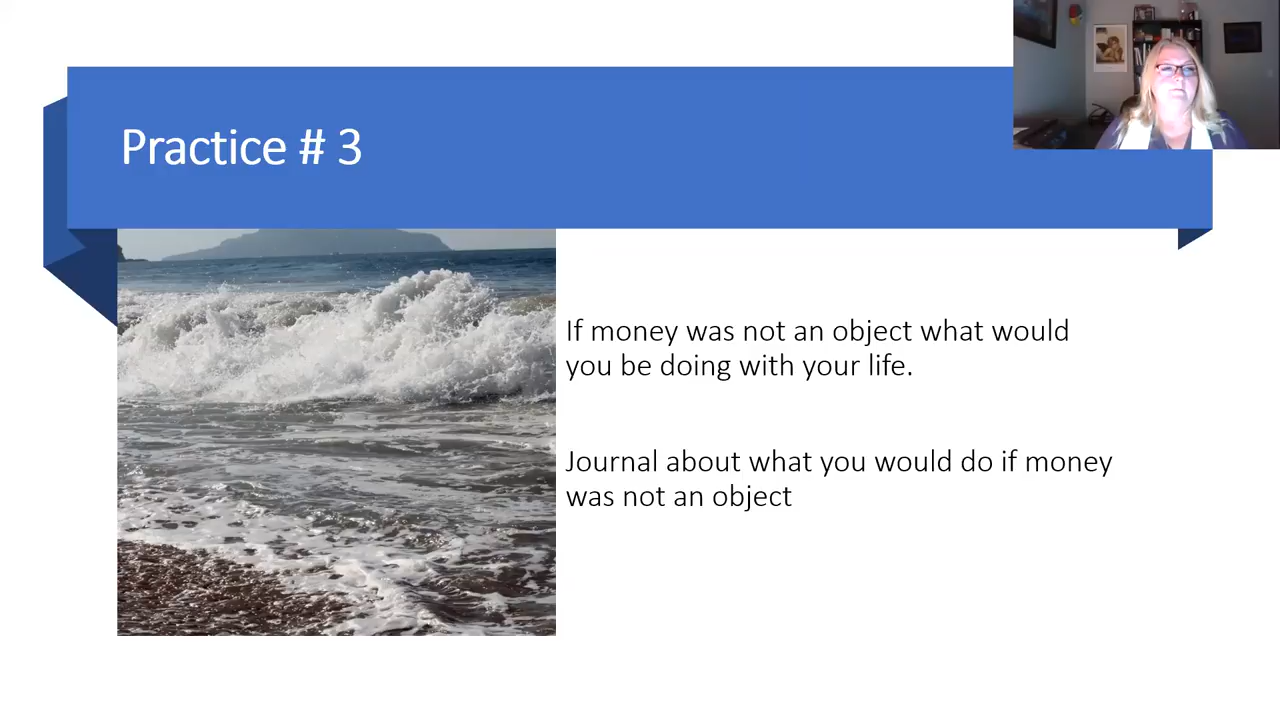 Practice # 3
If money was not an object what would
you be doing with your life.
Journal about what you would do if money
was not an object